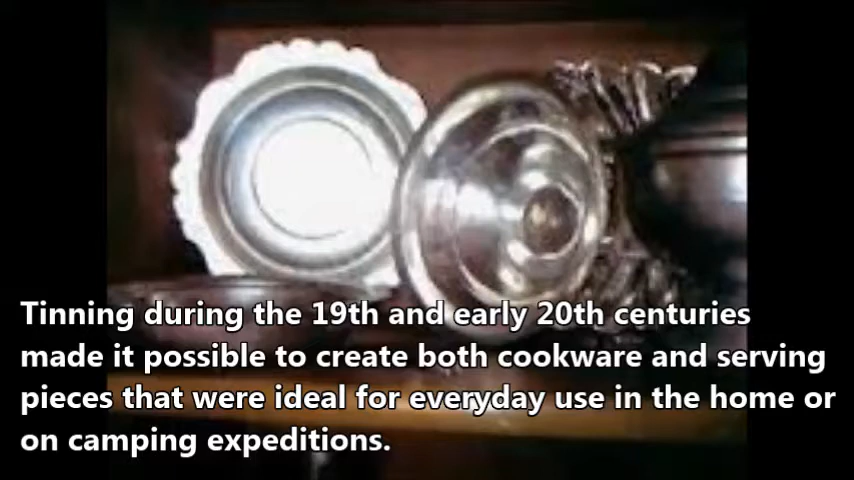 Tinning during the 19th and early 20th centuries
made it possible to create both cookware and serving
pieces that were ideal for everyday use in the home or
on camping expeditions.